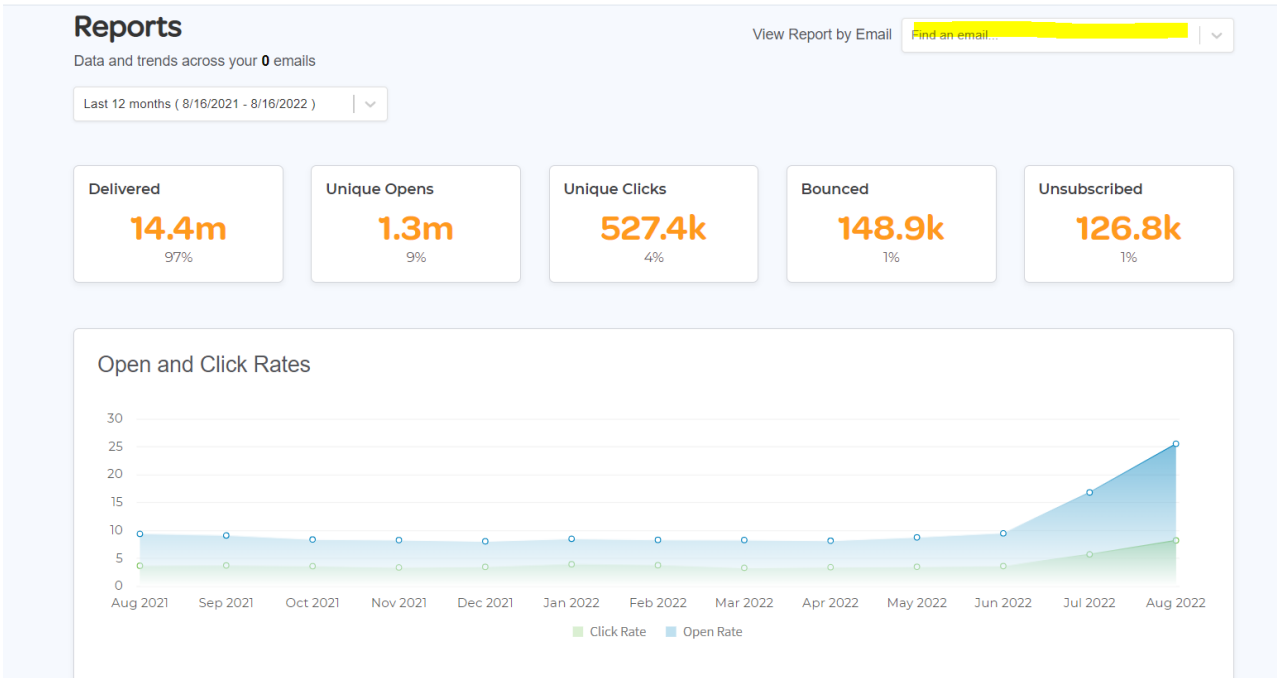 Reports
View Report by Email
Find an email...
Data and trends across your 0 emails
Last 12 months ( 8/16/2021 - 8/16/2022 )
Delivered
14.4m
97%
Unique Opens
1.3m
9%
Unique Clicks
527.4k
4%
Bounced
148.9k
1%
Unsubscribed
126.8k
1%
Open and Click Rates
30
25
20
15
10
5
0
Aug 2021 Sep 2021 Oct 2021 Nov 2021 Dec 2021 Jan 2022 Feb 2022 Mar 2022 Apr 2022 May 2022 Jun 2022 Jul 2022 Aug 2022
Click Rate Open Rate